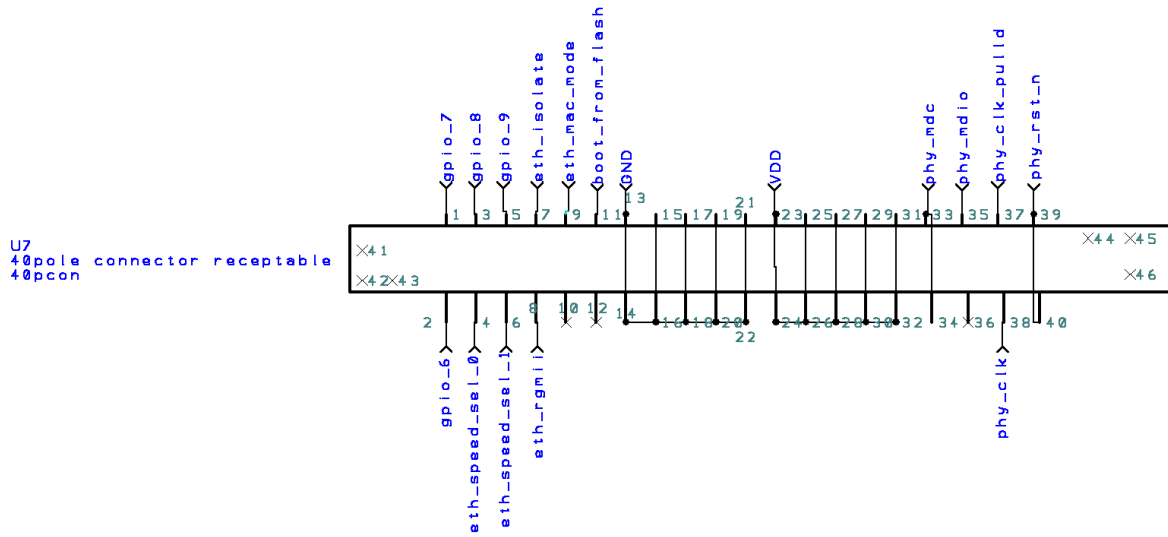 gpio_7
gpio_8
gpio_9
eth_isolate
eth_mac_mode
boot_from_flash
GND
VDD
phy_mdc
phy_mdio
phy_clk_pulld
phy_rst_n
1 3 5 7 9 11 13 15 17 19 21 23 25 27 29 31 33 35 37 39
U7
40pole connector receptable
40pcon
41
42 43
44 45
46
2 4 6 8 10 12 14 16 18 20 22 24 26 28 30 32 34 36 38 40
gpio_6
eth_speed_sel_0
eth_speed_sel_1
eth_rgmii
phy_clk